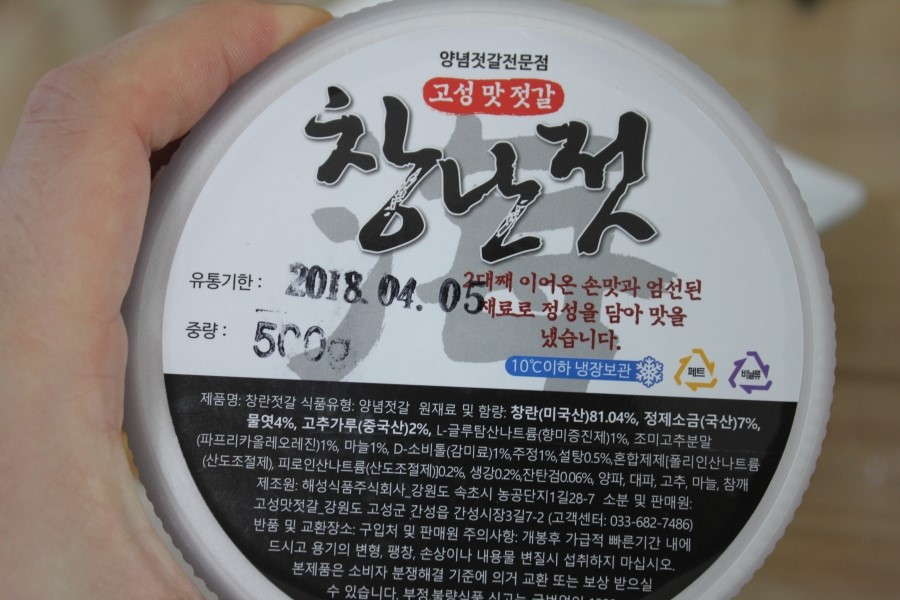 양념젓갈전문점
고성 맛 젓갈
창난젓
유통기한 : 2018. 04. 05
2대째 이어온 손맛과 엄선된
재료로 정성을 담아 맛을
냈습니다.
중량 : 500g
10℃이하 냉장보관
페트
비닐류
제품명: 창란젓갈 식품유형: 양념젓갈 원재료 및 함량: 창란(미국산)81.04%, 정제소금(국산)7%,
물엿4%, 고추가루(중국산)2%, L-글루탐산나트륨(향미증진제)1%, 조미고추분말
(파프리카올레오레진)1%, 마늘1%, D-소비톨(감미료)1%,주정1%,설탕0.5%,혼합제제[폴리인산나트륨
(산도조절제), 피로인산나트륨(산도조절제)]0.2%, 생강0.2%,잔탄검0.06%, 양파, 대파, 고추, 마늘, 참깨
제조원: 해성식품주식회사_강원도 속초시 농공단지1길28-7 소분 및 판매원:
고성맛젓갈_강원도 고성군 간성읍 간성시장3길7-2 (고객센터: 033-682-7486)
반품 및 교환장소: 구입처 및 판매원 주의사항: 개봉후 가급적 빠른기간 내에
드시고 용기의 변형, 팽창, 손상이나 내용물 변질시 섭취하지 마십시오.
본제품은 소비자 분쟁해결 기준에 의거 교환 또는 보상 받으실
수 있습니다. 부정,불량식품 신고는 국번없이